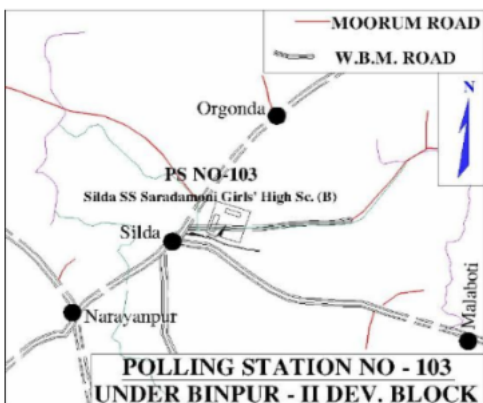 MOORUM ROAD
W.B.M. ROAD
N
Orgonda
PS NO-103
Silda SS Saradamoni Girls' High Sc. (B)
Silda
Narayanpur
Malaboti
POLLING STATION NO - 103
UNDER BINPUR - II DEV. BLOCK